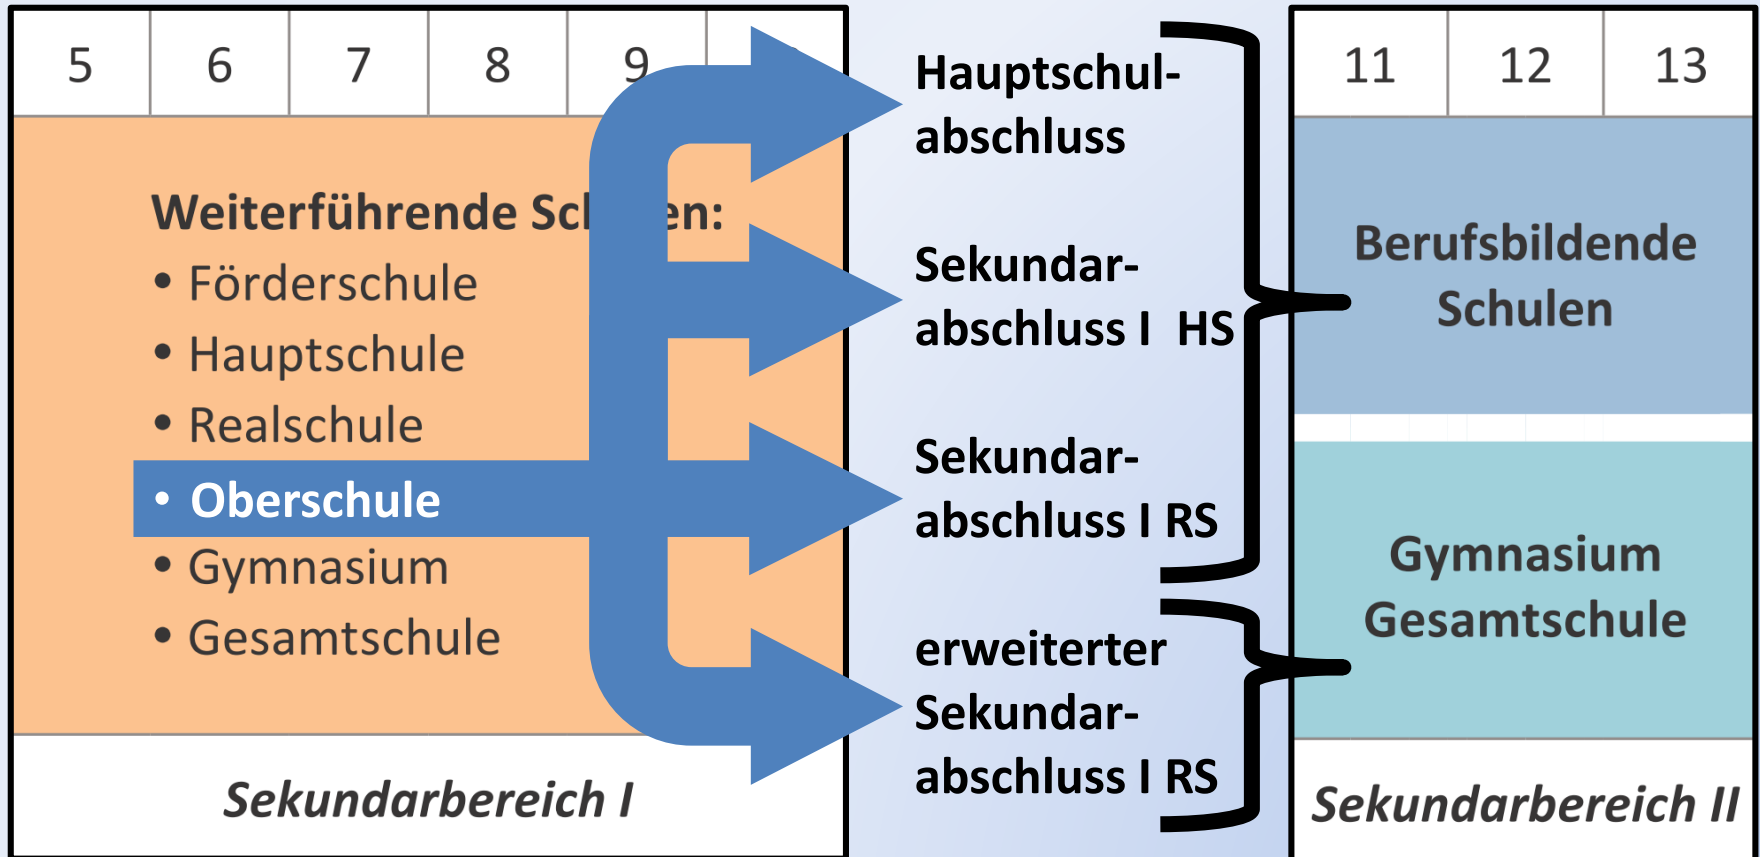 5 6 7 8 9
Weiterführende Sc en:
• Förderschule
• Hauptschule
• Realschule
• Oberschule
• Gymnasium
• Gesamtschule
Sekundarbereich I
Hauptschul-
abschluss
Sekundar-
abschluss I HS
Sekundar-
abschluss I RS
erweiterter
Sekundar-
abschluss I RS
11 12 13
Berufsbildende
Schulen
Gymnasium
Gesamtschule
Sekundarbereich II